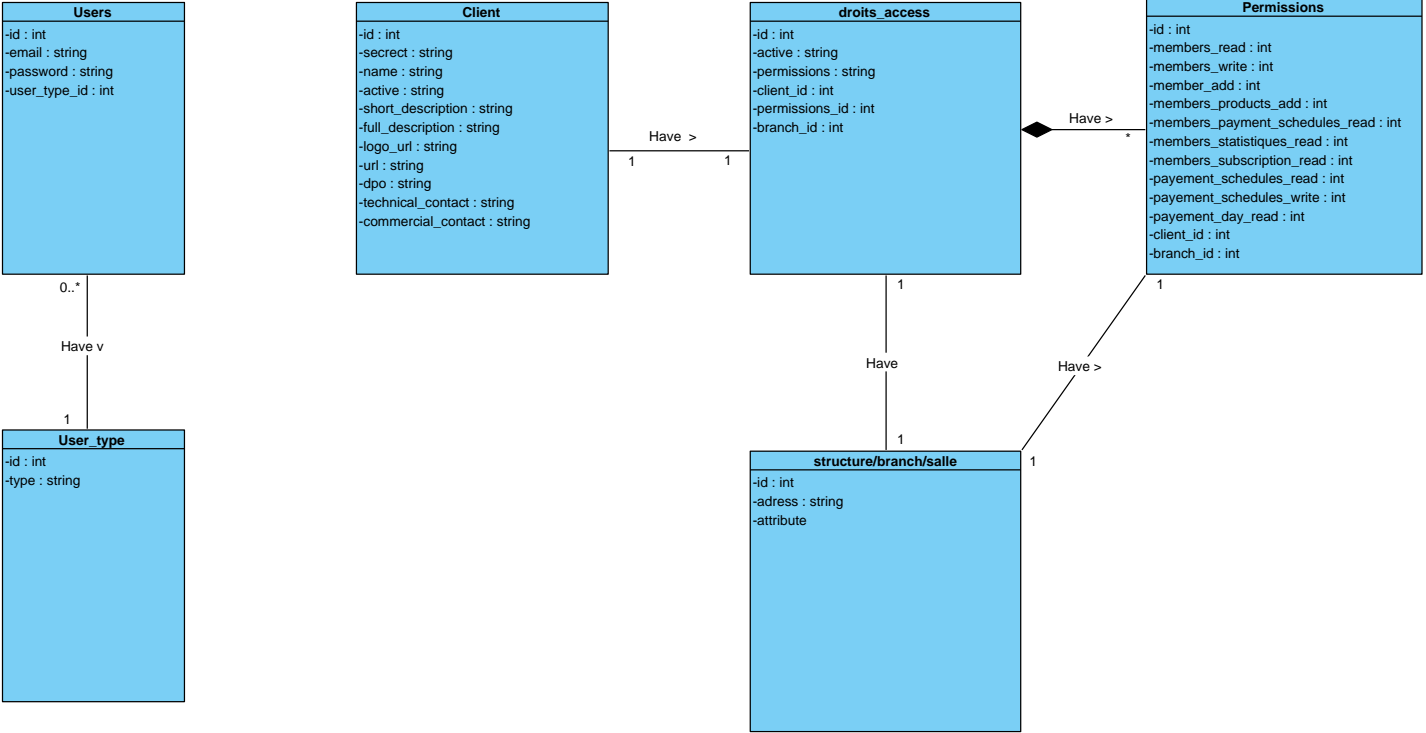 Users
-id : int
-email : string
-password : string
-user_type_id : int
Client
-id : int
-secrect : string
-name : string
-active : string
-short_description : string
-full_description : string
-logo_url : string
-url : string
-dpo : string
-technical_contact : string
-commercial_contact : string
Have >
1
1
droits_access
-id : int
-active : string
-permissions : string
-client_id : int
-permissions_id : int
-branch_id : int
Have >
*
Permissions
-id : int
-members_read : int
-members_write : int
-member_add : int
-members_products_add : int
-members_payment_schedules_read : int
-members_statistiques_read : int
-members_subscription_read : int
-payement_schedules_read : int
-payement_schedules_write : int
-payement_day_read : int
-client_id : int
-branch_id : int
0..*
Have v
1
1
Have
1
1
Have >
1
User_type
-id : int
-type : string
structure/branch/salle
-id : int
-adress : string
-attribute